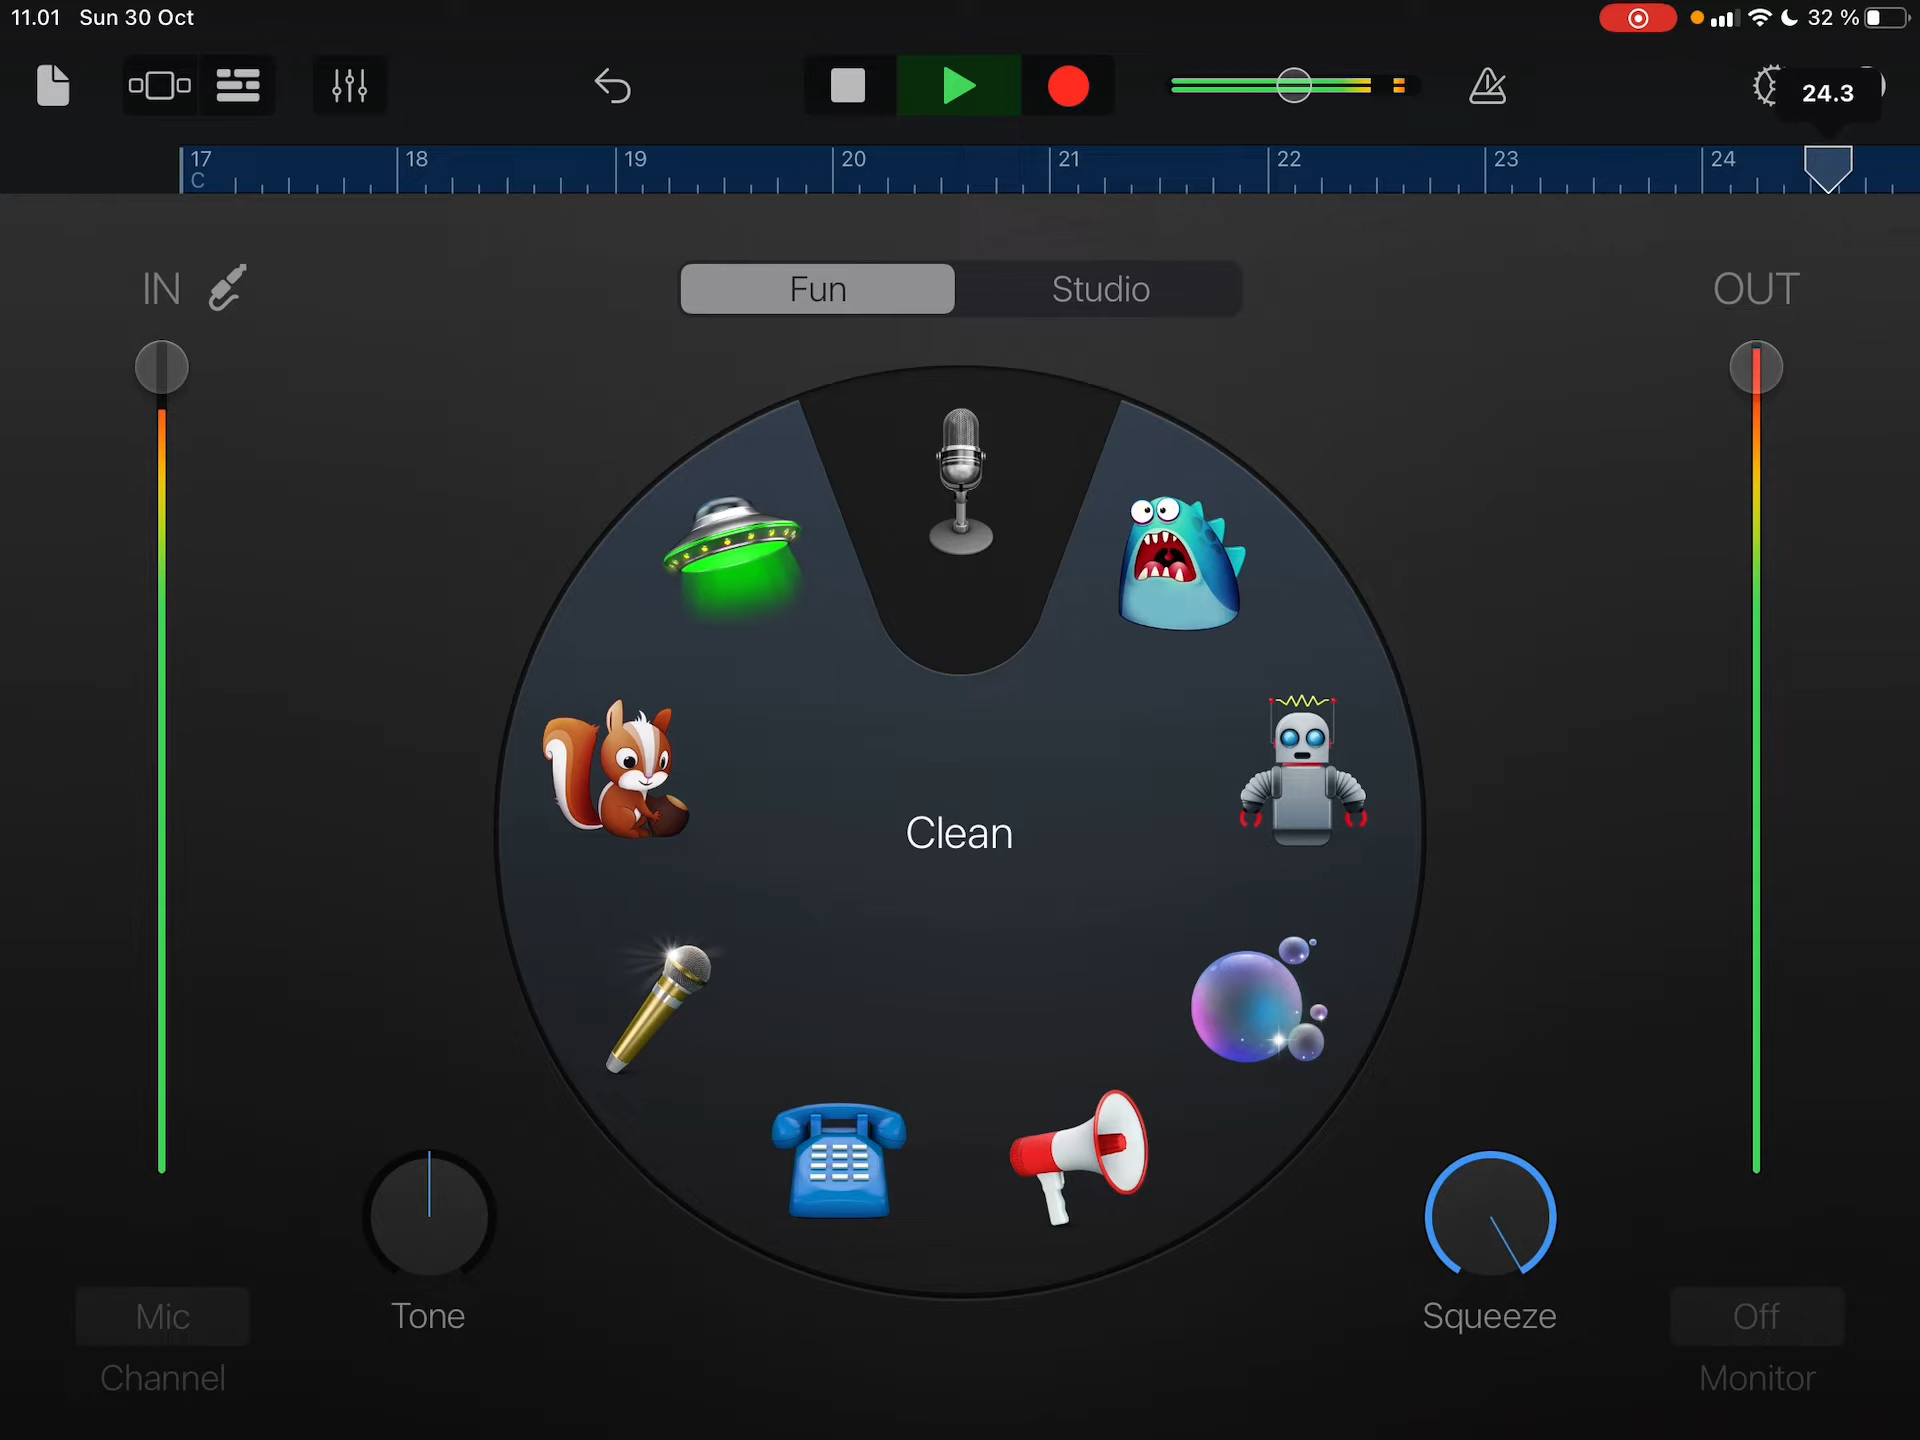 11.01 Sun 30 Oct
32 %
24.3
17 18 19 20 21 22 23 24
C
IN
Fun Studio
OUT
Clean
Mic
Channel
Tone
Squeeze
Off
Monitor